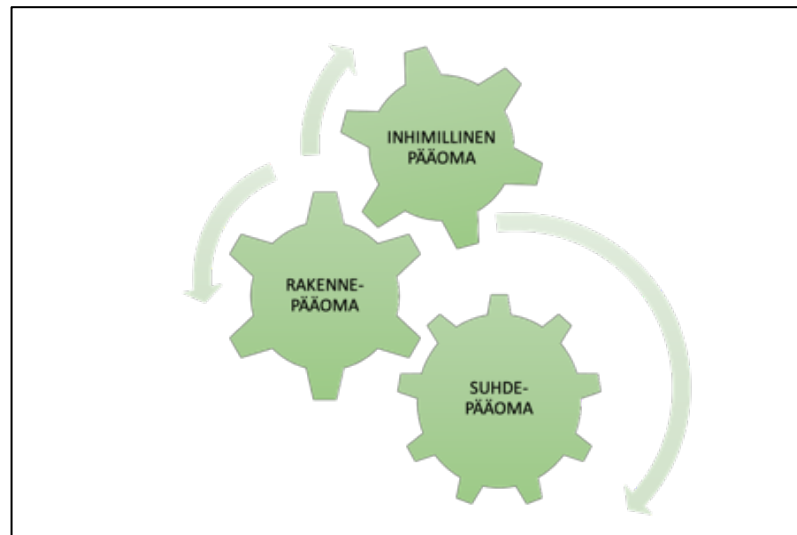 INHIMILLINEN
PÄÄOMA
RAKENNE-
PÄÄOMA
SUHDE-
PÄÄOMA